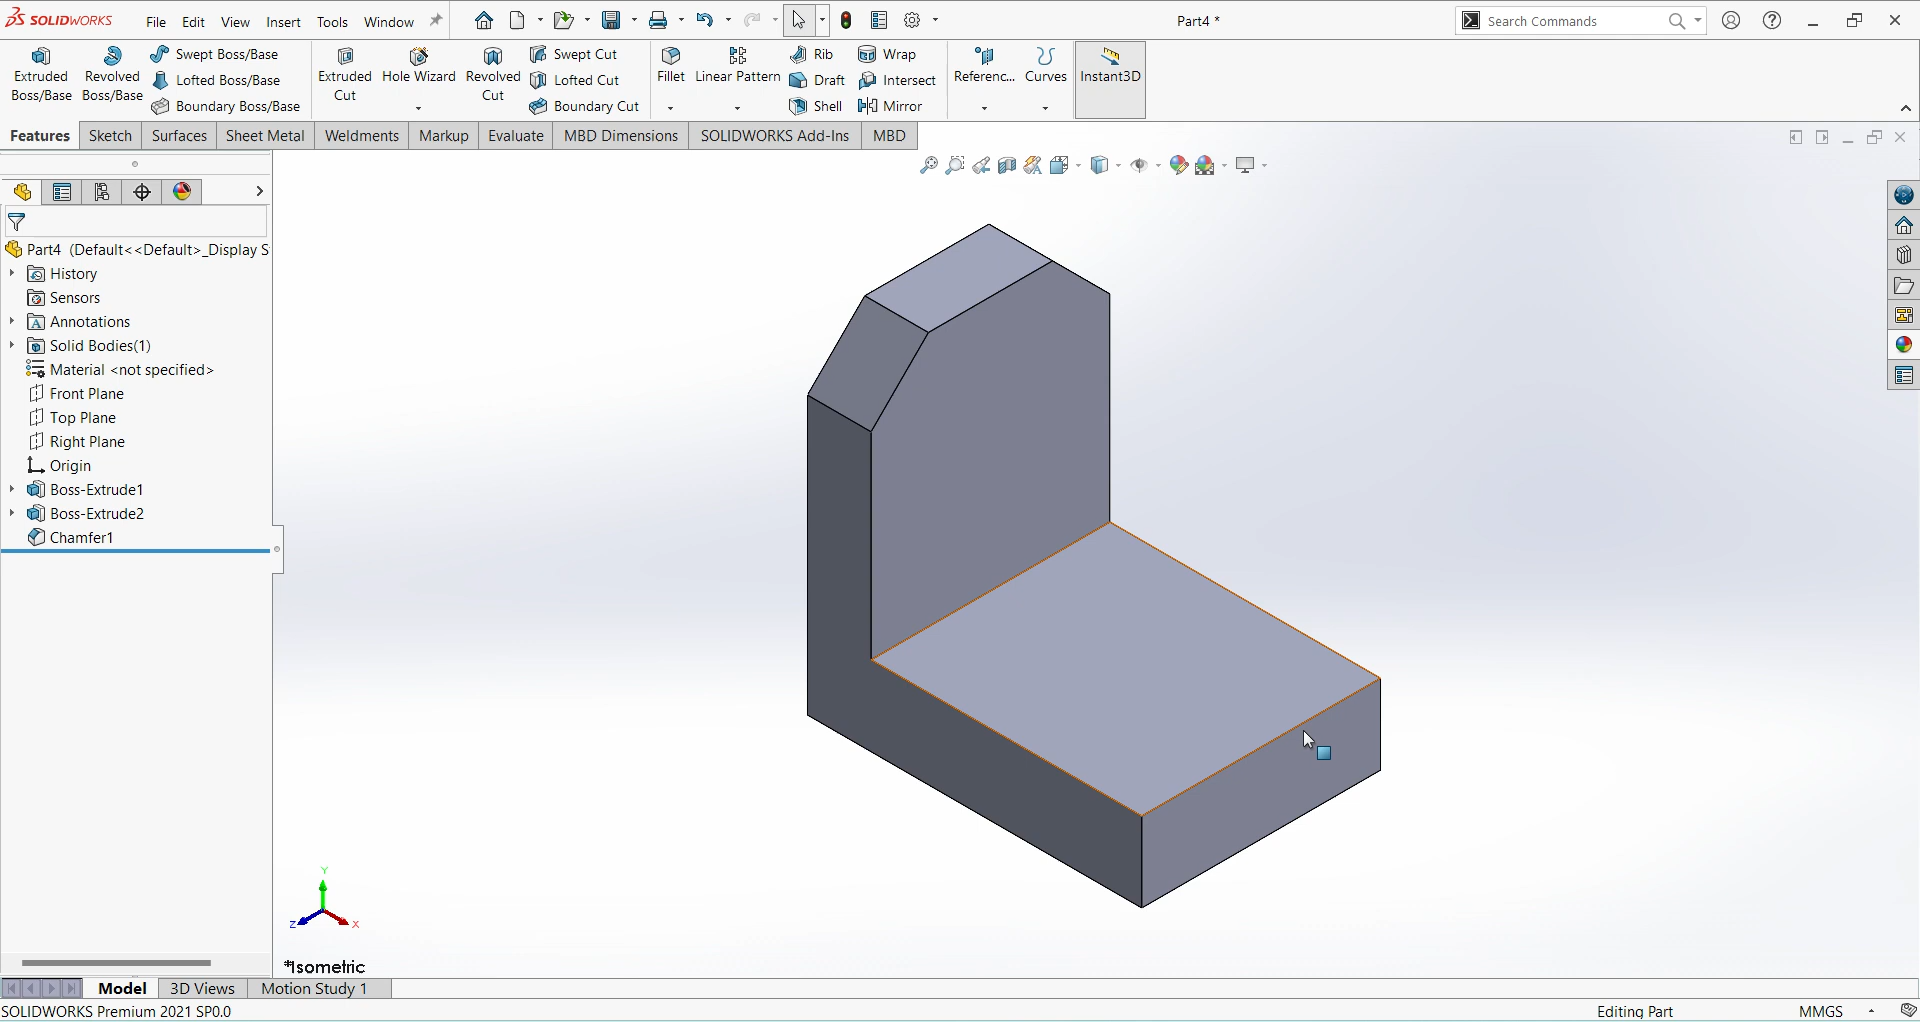 SOLIDWORKS File Edit View Insert Tools Window Part4 * Search Commands
Extruded Boss/Base
Revolved Boss/Base
Swept Boss/Base
Lofted Boss/Base
Boundary Boss/Base
Extruded Cut
Hole Wizard
Revolved Cut
Swept Cut
Lofted Cut
Boundary Cut
Fillet
Linear Pattern
Rib
Draft
Shell
Wrap
Intersect
Mirror
Referenc...
Curves
Instant3D
Features Sketch Surfaces Sheet Metal Weldments Markup Evaluate MBD Dimensions SOLIDWORKS Add-Ins MBD
Part4 (Default<<Default>_Display S
History
Sensors
Annotations
Solid Bodies(1)
Material <not specified>
Front Plane
Top Plane
Right Plane
Origin
Boss-Extrude1
Boss-Extrude2
Chamfer1
Y
Z
X
*Isometric
Model 3D Views Motion Study 1
SOLIDWORKS Premium 2021 SP0.0 Editing Part MMGS